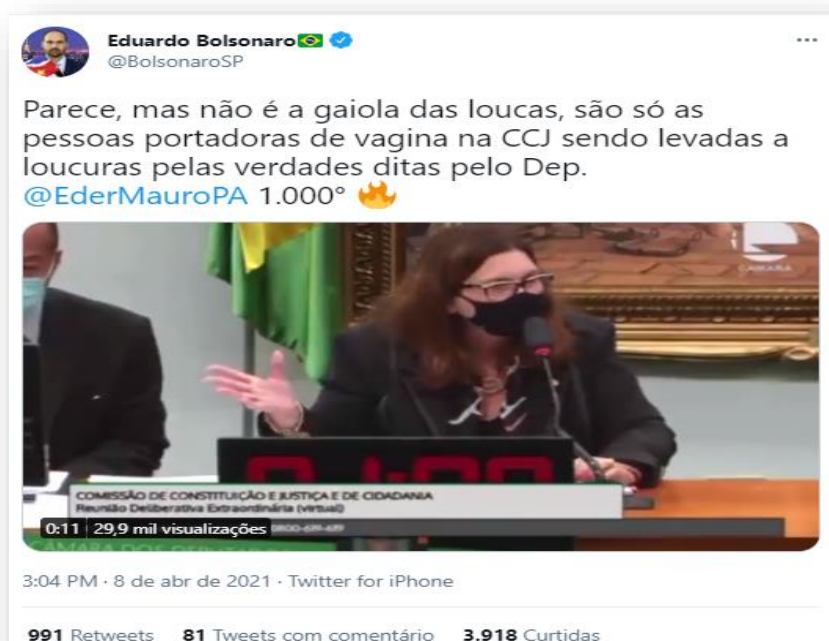 Eduardo Bolsonaro
@BolsonaroSP
Parece, mas não é a gaiola das loucas, são só as
pessoas portadoras de vagina na CCJ sendo levadas a
loucuras pelas verdades ditas pelo Dep.
@EderMauroPA 1.000°
CÂMARA
COMISSÃO DE CONSTITUIÇÃO E JUSTIÇA E DE CIDADANIA
Reunião Deliberativa Extraordinária (virtual)
0:11 29,9 mil visualizações
CÂMARA DOS DEPUTADOS
3:04 PM · 8 de abr de 2021 · Twitter for iPhone
991 Retweets 81 Tweets com comentário 3.918 Curtidas